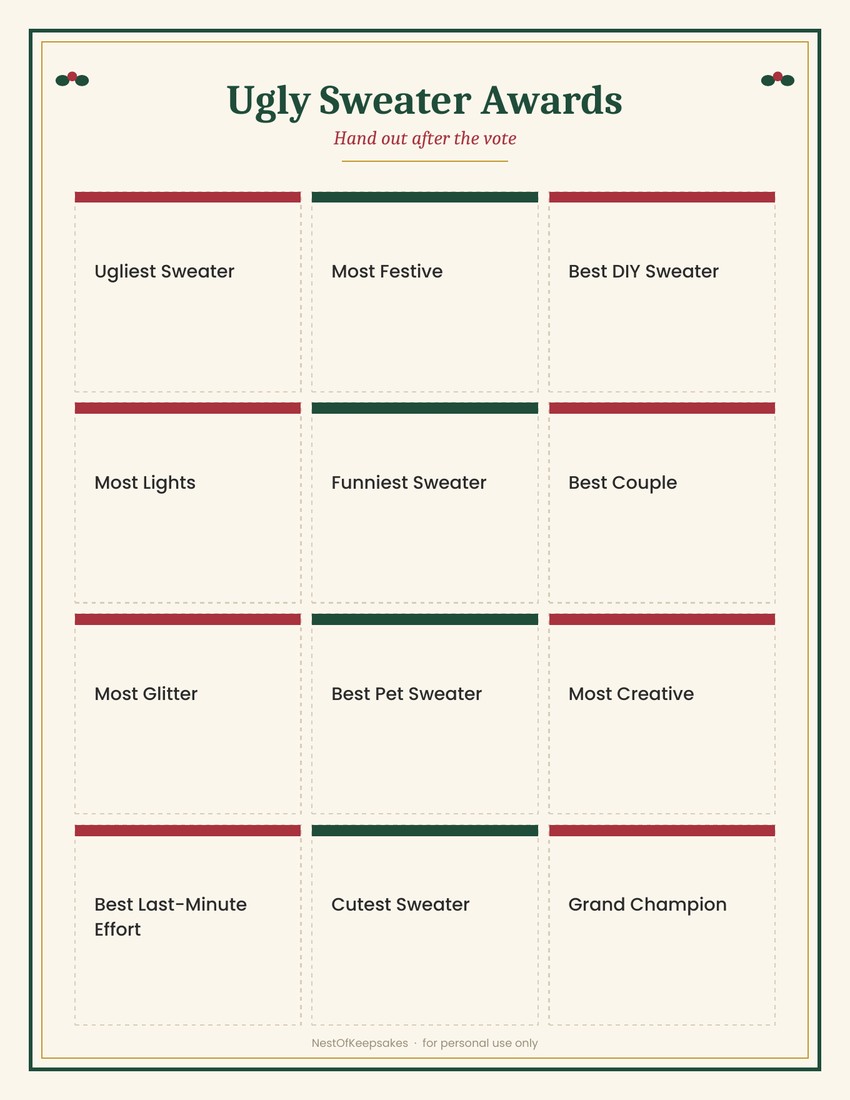 Ugly Sweater Awards
Hand out after the vote
Ugliest Sweater
Most Festive
Best DIY Sweater
Most Lights
Funniest Sweater
Best Couple
Most Glitter
Best Pet Sweater
Most Creative
Best Last-Minute
Effort
Cutest Sweater
Grand Champion
NestOfKeepsakes · for personal use only